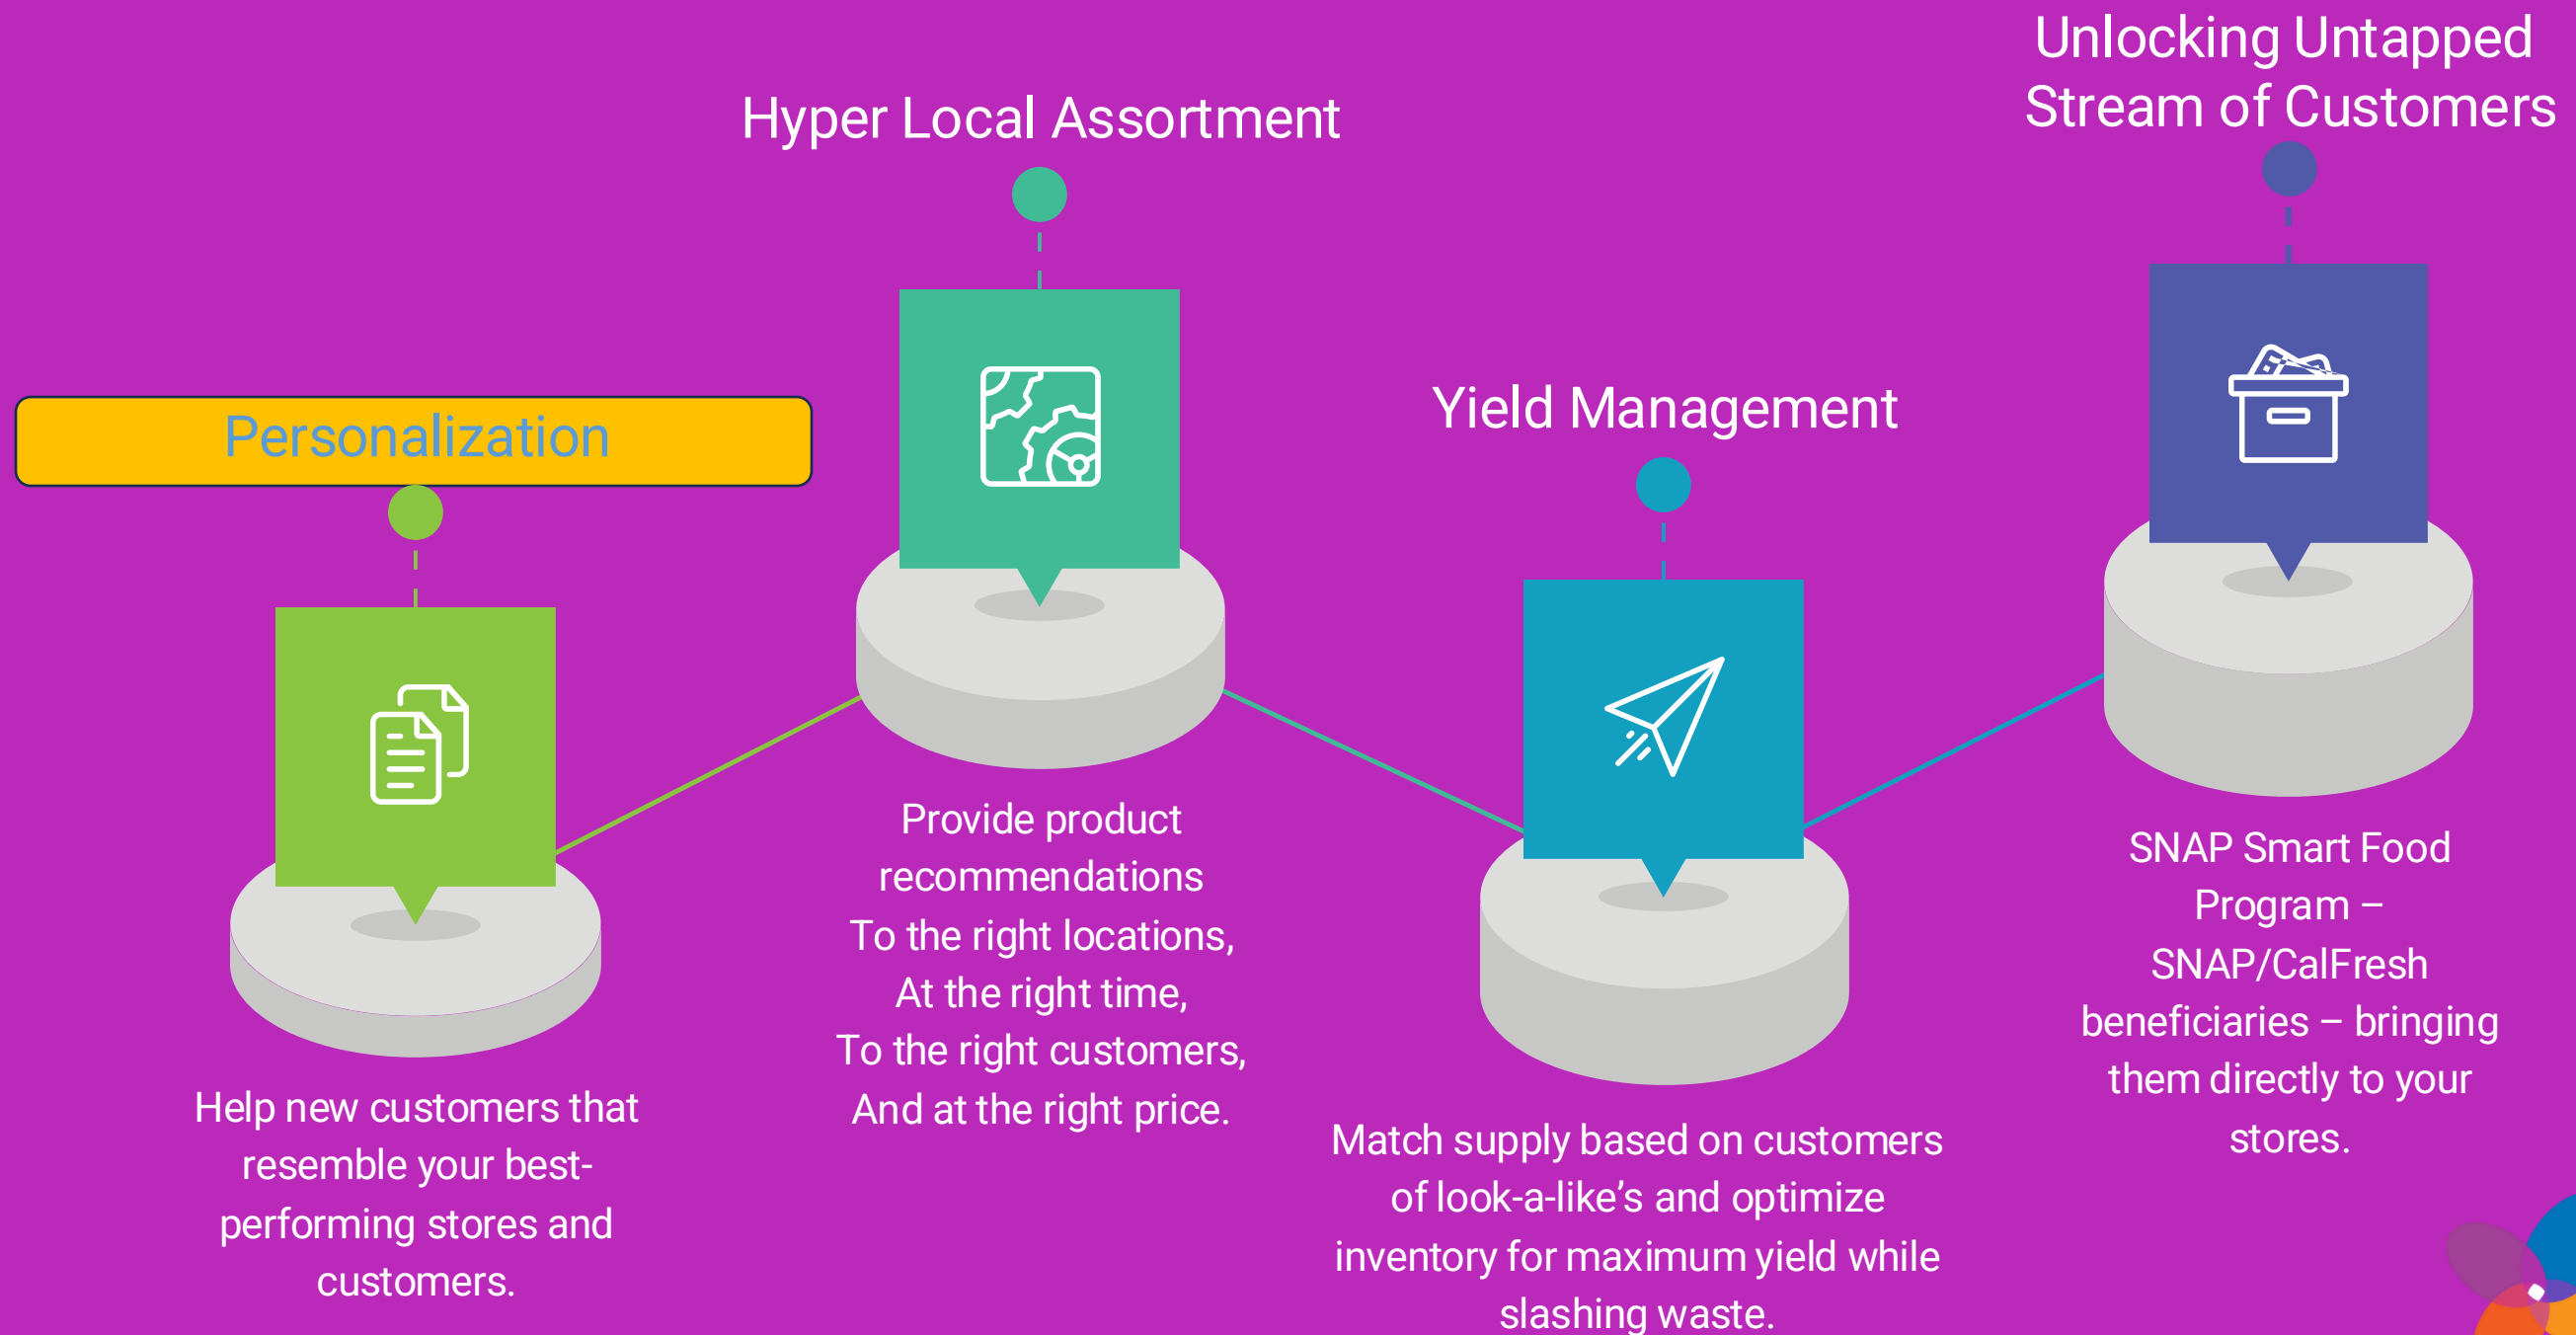 Personalization
Help new customers that
resemble your best-
performing stores and
customers.
Hyper Local Assortment
Provide product
recommendations
To the right locations,
At the right time,
To the right customers,
And at the right price.
Yield Management
Match supply based on customers
of look-a-like’s and optimize
inventory for maximum yield while
slashing waste.
Unlocking Untapped
Stream of Customers
SNAP Smart Food
Program –
SNAP/CalFresh
beneficiaries – bringing
them directly to your
stores.